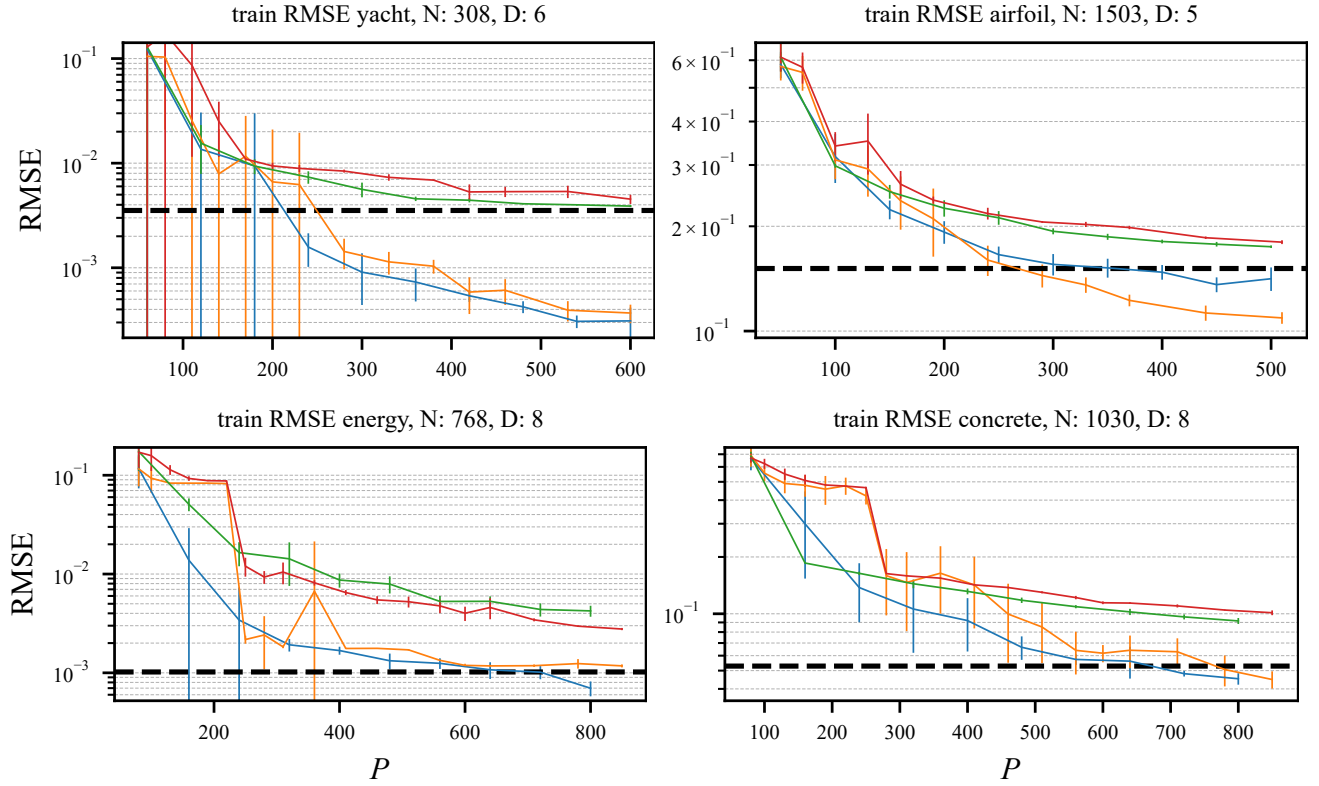 train RMSE yacht, N: 308, D: 6
train RMSE airfoil, N: 1503, D: 5
RMSE
10⁻¹
10⁻²
10⁻³
100 200 300 400 500 600
6 × 10⁻¹
4 × 10⁻¹
3 × 10⁻¹
2 × 10⁻¹
10⁻¹
100 200 300 400 500
train RMSE energy, N: 768, D: 8
train RMSE concrete, N: 1030, D: 8
RMSE
10⁻¹
10⁻²
10⁻³
200 400 600 800
P
10⁻¹
100 200 300 400 500 600 700 800
P